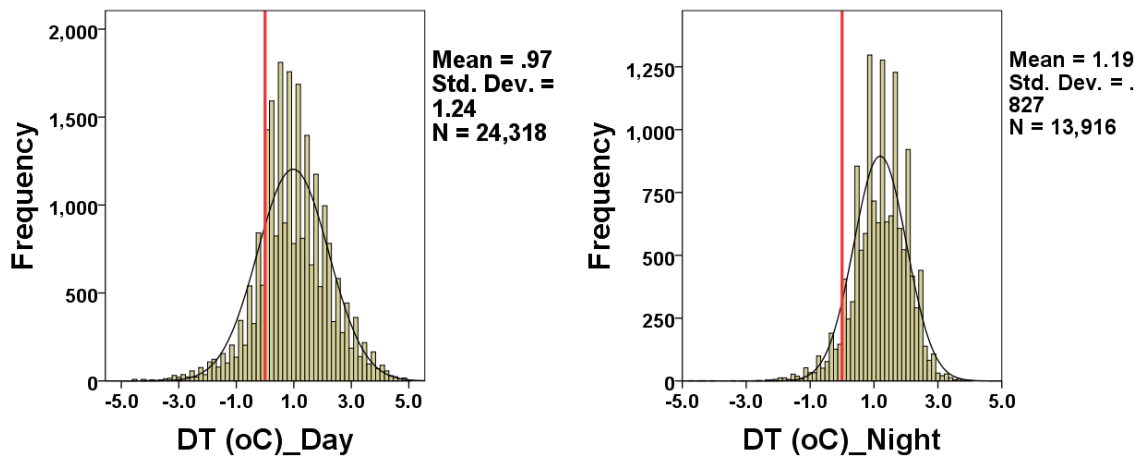 2,000
1,500
1,000
500
0
Frequency
-5.0 -3.0 -1.0 1.0 3.0 5.0
DT (oC)_Day
Mean = .97
Std. Dev. =
1.24
N = 24,318
1,250
1,000
750
500
250
0
Frequency
-5.0 -3.0 -1.0 1.0 3.0 5.0
DT (oC)_Night
Mean = 1.19
Std. Dev. = .
827
N = 13,916